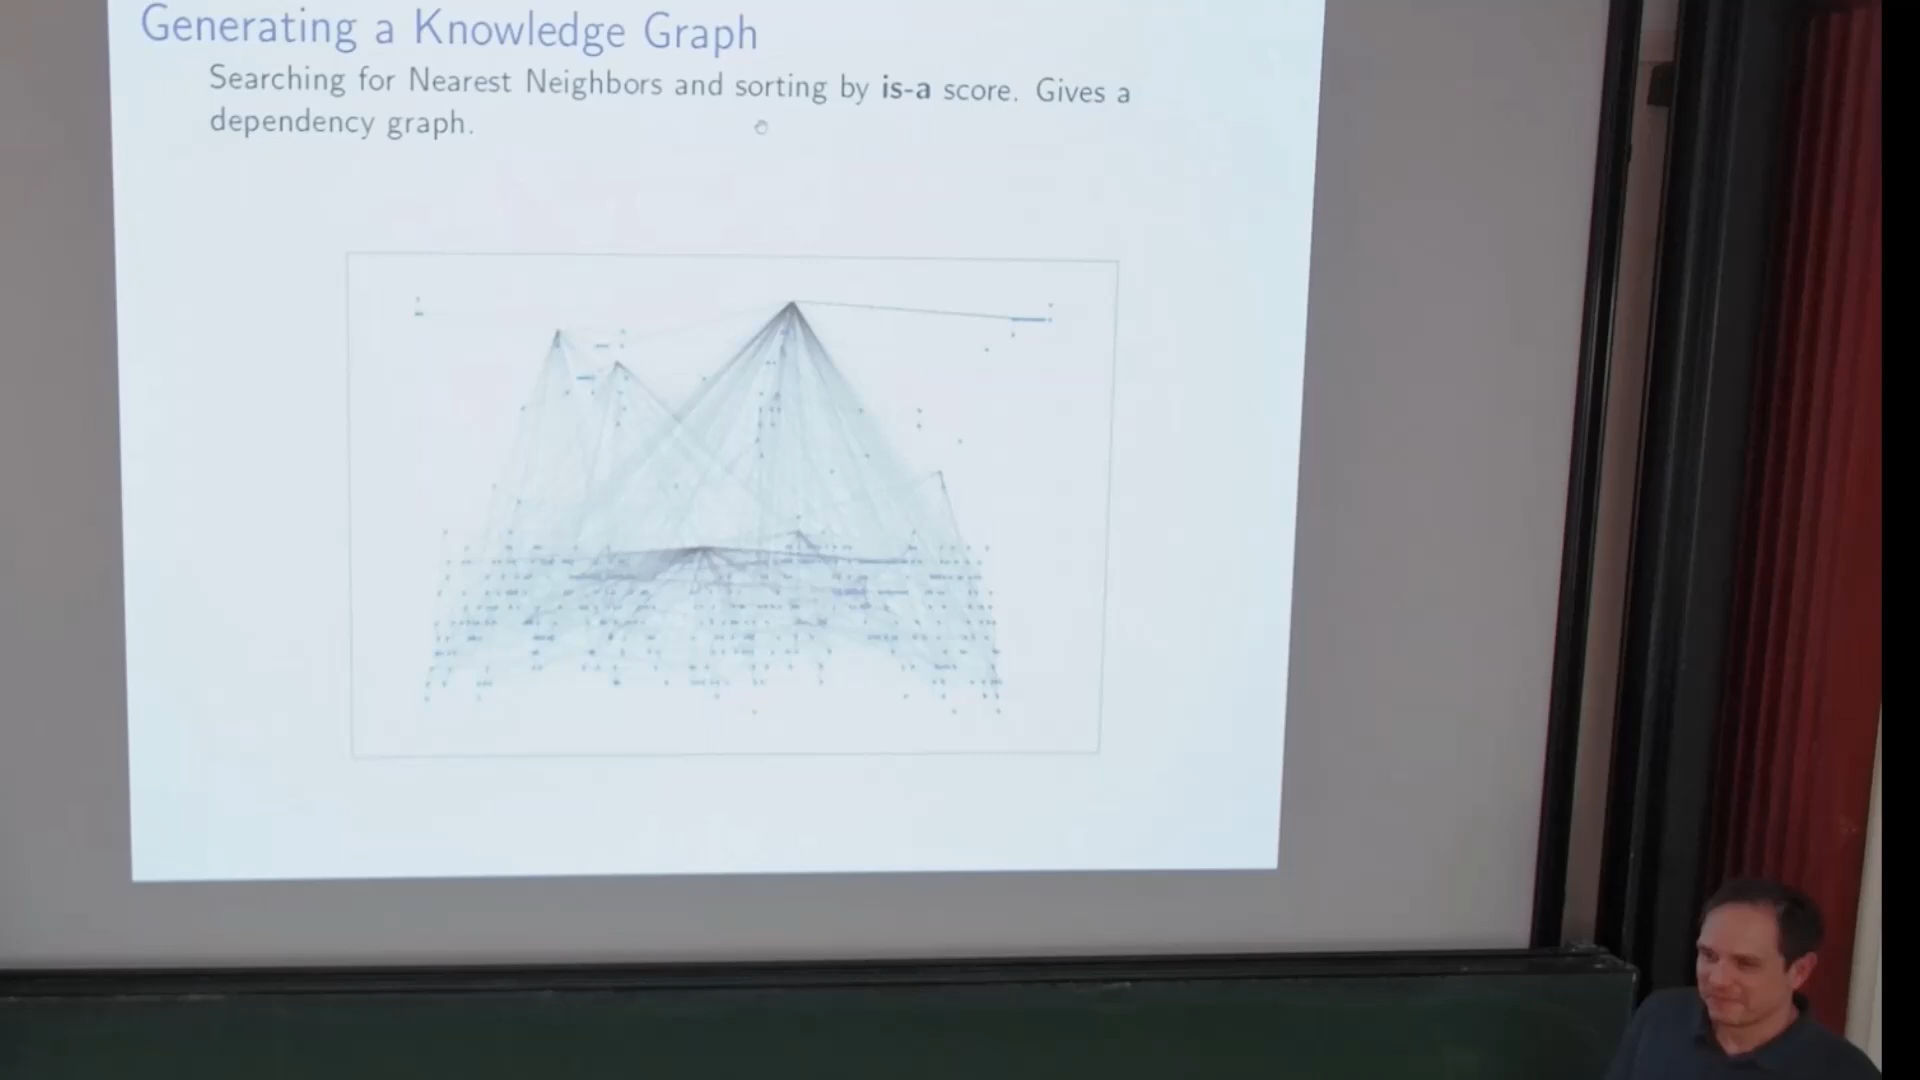 Generating a Knowledge Graph
Searching for Nearest Neighbors and sorting by is-a score. Gives a
dependency graph.